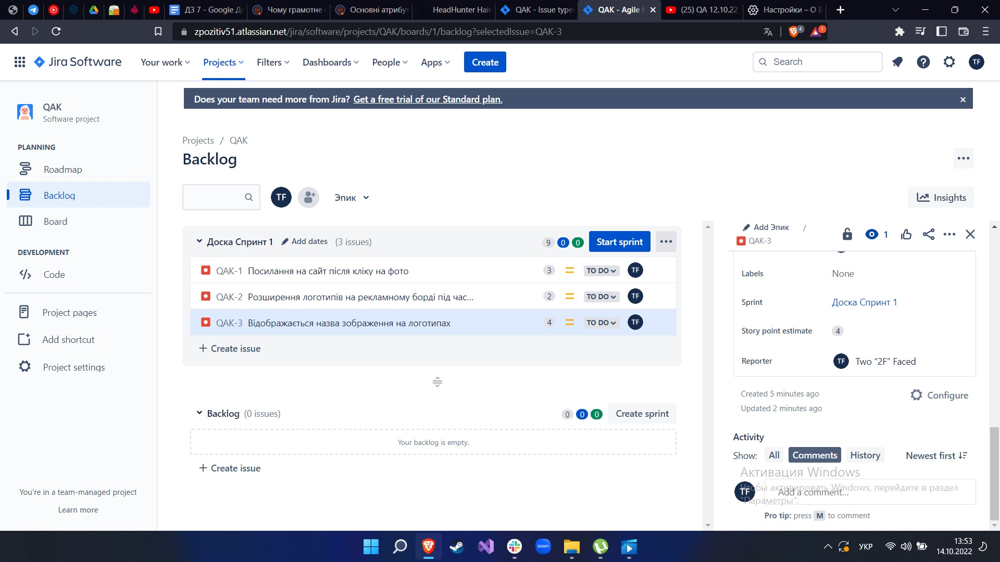 ДЗ 7 - Google До
Чому грамотне
Основні атрибут
HeadHunter Hair
QAK - Issue types
QAK - Agile
(25) QA 12.10.22
Настройки – О В
zpozitiv51.atlassian.net/jira/software/projects/QAK/boards/1/backlog?selectedIssue=QAK-3
4
1
Jira Software
Your work
Projects
Filters
Dashboards
People
Apps
Create
Search
TF
Does your team need more from Jira? Get a free trial of our Standard plan.
QAK
Software project
PLANNING
Roadmap
Backlog
Board
DEVELOPMENT
Code
Project pages
Add shortcut
Project settings
You're in a team-managed project
Learn more
Projects / QAK
Backlog
TF
Эпик
Insights
Доска Спринт 1 Add dates (3 issues)
9 0 0 Start sprint
QAK-1 Посилання на сайт після кліку на фото 3 TO DO TF
QAK-2 Розширення логотипів на рекламному борді під час... 2 TO DO TF
QAK-3 Відображається назва зображення на логотипах 4 TO DO TF
+ Create issue
Backlog (0 issues) 0 0 0 Create sprint
Your backlog is empty.
+ Create issue
Add Эпик /
QAK-3
1
Labels None
Sprint Доска Спринт 1
Story point estimate 4
Reporter TF Two “2F” Faced
Created 5 minutes ago
Configure
Updated 2 minutes ago
Activity
Show: All Comments History Newest first
Активация Windows
Чтобы активировать Windows, перейдите в раздел
"Параметры".
TF Add a comment...
Pro tip: press M to comment
zoom
УКР
13:53
14.10.2022